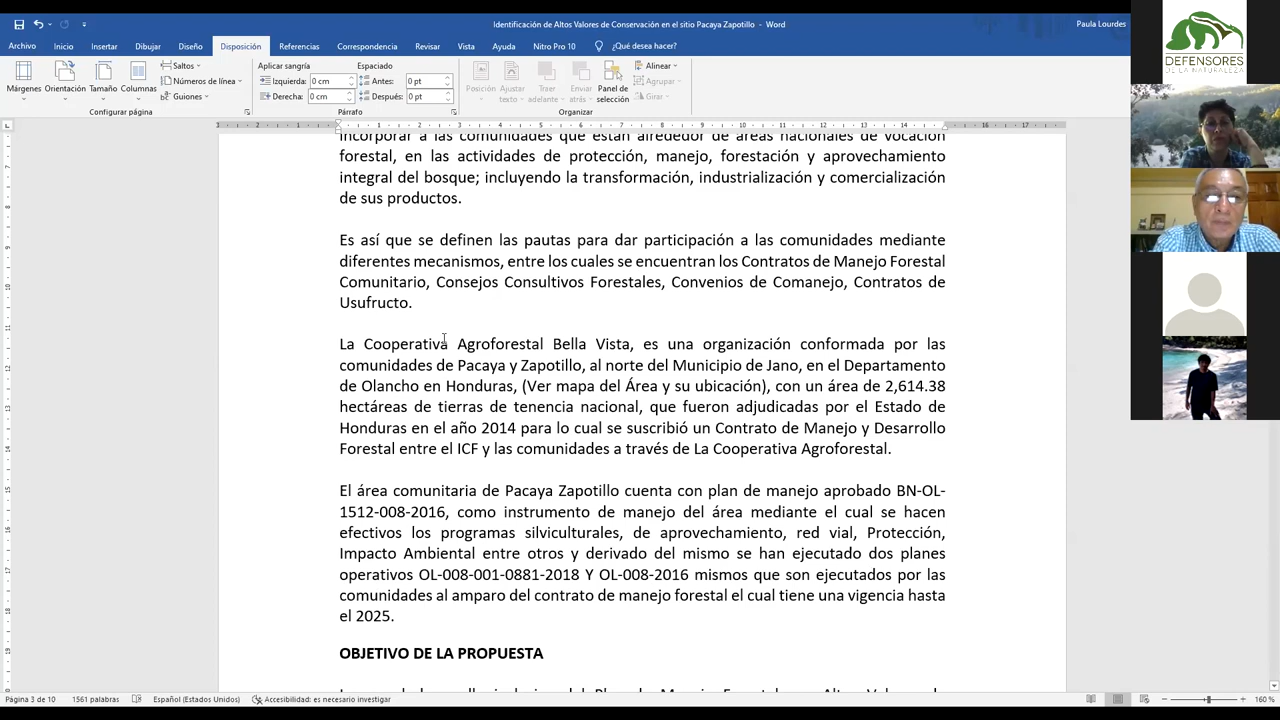 Identificación de Altos Valores de Conservación en el sitio Pacaya Zapotillo - Word
Paula Lourdes
Archivo Inicio Insertar Dibujar Diseño Disposición Referencias Correspondencia Revisar Vista Ayuda Nitro Pro 10 ¿Qué desea hacer?
Márgenes Orientación Tamaño Columnas
Saltos
Números de línea
Guiones
Configurar página
Aplicar sangría
Izquierda: 0 cm
Derecha: 0 cm
Espaciado
Antes: 0 pt
Después: 0 pt
Párrafo
Posición Ajustar texto Traer adelante Enviar atrás Panel de selección
Alinear
Agrupar
Girar
Organizar
DEFENSORES
DE LA NATURALEZA
incorporar a las comunidades que están alrededor de áreas nacionales de vocación
forestal, en las actividades de protección, manejo, forestación y aprovechamiento
integral del bosque; incluyendo la transformación, industrialización y comercialización
de sus productos.
Es así que se definen las pautas para dar participación a las comunidades mediante
diferentes mecanismos, entre los cuales se encuentran los Contratos de Manejo Forestal
Comunitario, Consejos Consultivos Forestales, Convenios de Comanejo, Contratos de
Usufructo.
La Cooperativa Agroforestal Bella Vista, es una organización conformada por las
comunidades de Pacaya y Zapotillo, al norte del Municipio de Jano, en el Departamento
de Olancho en Honduras, (Ver mapa del Área y su ubicación), con un área de 2,614.38
hectáreas de tierras de tenencia nacional, que fueron adjudicadas por el Estado de
Honduras en el año 2014 para lo cual se suscribió un Contrato de Manejo y Desarrollo
Forestal entre el ICF y las comunidades a través de La Cooperativa Agroforestal.
El área comunitaria de Pacaya Zapotillo cuenta con plan de manejo aprobado BN-OL-
1512-008-2016, como instrumento de manejo del área mediante el cual se hacen
efectivos los programas silviculturales, de aprovechamiento, red vial, Protección,
Impacto Ambiental entre otros y derivado del mismo se han ejecutado dos planes
operativos OL-008-001-0881-2018 Y OL-008-2016 mismos que son ejecutados por las
comunidades al amparo del contrato de manejo forestal el cual tiene una vigencia hasta
el 2025.
OBJETIVO DE LA PROPUESTA
Página 3 de 10 1561 palabras Español (Estados Unidos) Accesibilidad: es necesario investigar 160 %